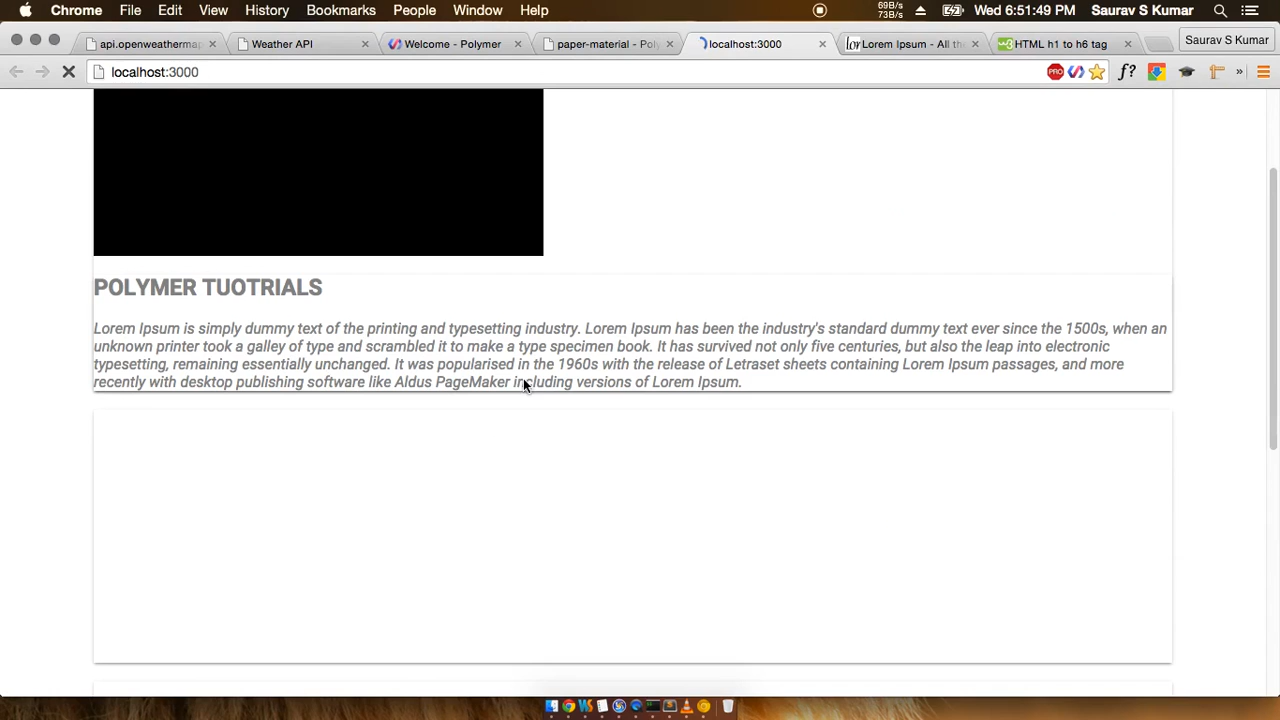 Chrome File Edit View History Bookmarks People Window Help 69B/s 73B/s Wed 6:51:49 PM Saurav S Kumar
api.openweatherma Weather API Welcome - Polymer paper-material - Pol localhost:3000 Lorem Ipsum - All th HTML h1 to h6 tag Saurav S Kumar
localhost:3000 PRO f? »
POLYMER TUOTRIALS
Lorem Ipsum is simply dummy text of the printing and typesetting industry. Lorem Ipsum has been the industry's standard dummy text ever since the 1500s, when an
unknown printer took a galley of type and scrambled it to make a type specimen book. It has survived not only five centuries, but also the leap into electronic
typesetting, remaining essentially unchanged. It was popularised in the 1960s with the release of Letraset sheets containing Lorem Ipsum passages, and more
recently with desktop publishing software like Aldus PageMaker including versions of Lorem Ipsum.